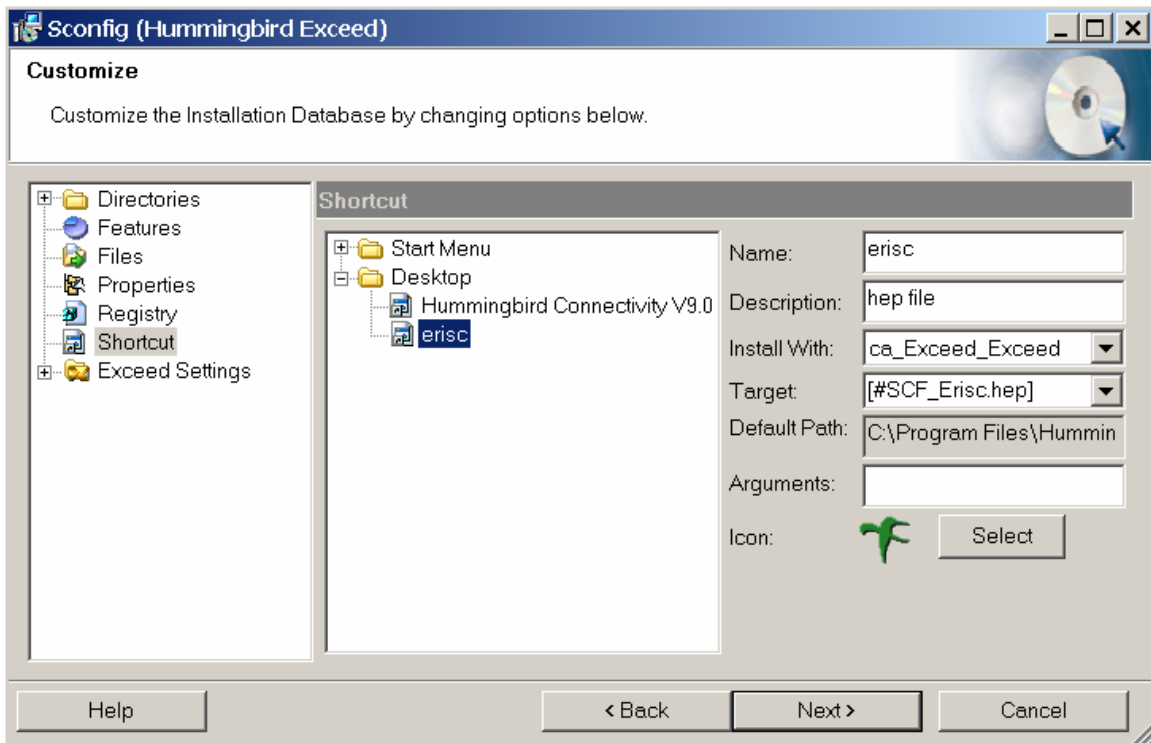 Sconfig (Hummingbird Exceed)
Customize
Customize the Installation Database by changing options below.
Directories
Features
Files
Properties
Registry
Shortcut
Exceed Settings
Shortcut
Start Menu
Desktop
Hummingbird Connectivity V9.0
erisc
Name: erisc
Description: hep file
Install With: ca_Exceed_Exceed
Target: [#SCF_Erisc.hep]
Default Path: C:\Program Files\Hummin
Arguments:
Icon: Select
Help < Back Next > Cancel